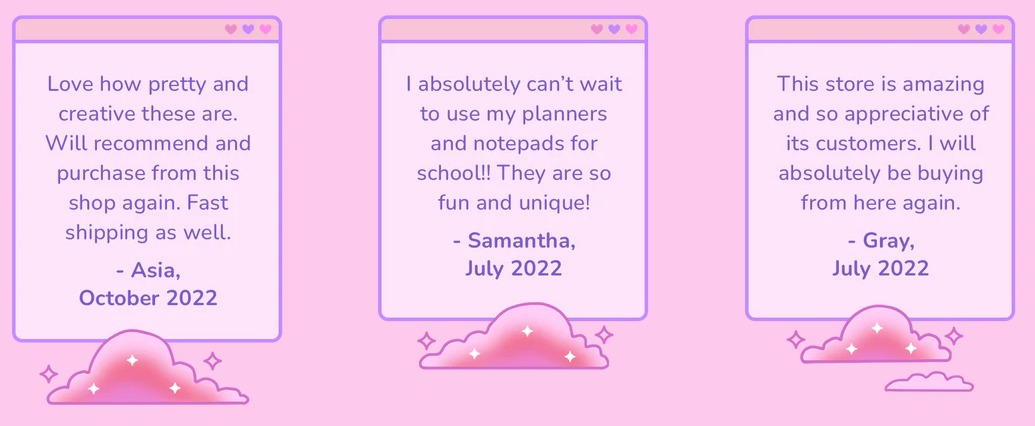 Love how pretty and
creative these are.
Will recommend and
purchase from this
shop again. Fast
shipping as well.
- Asia,
October 2022
I absolutely can’t wait
to use my planners
and notepads for
school!! They are so
fun and unique!
- Samantha,
July 2022
This store is amazing
and so appreciative of
its customers. I will
absolutely be buying
from here again.
- Gray,
July 2022